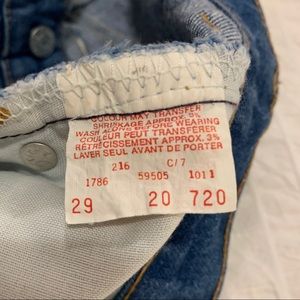 COLOUR MAY TRANSFER
SHRINKAGE APPROX. 3%
WASH ALONE BEFORE WEARING
COULEUR PEUT TRANSFERER
RÉTRECISSEMENT APPROX. 3%
LAVER SEUL AVANT DE PORTER
216 C/7
1786 59505 1011
29 20 720